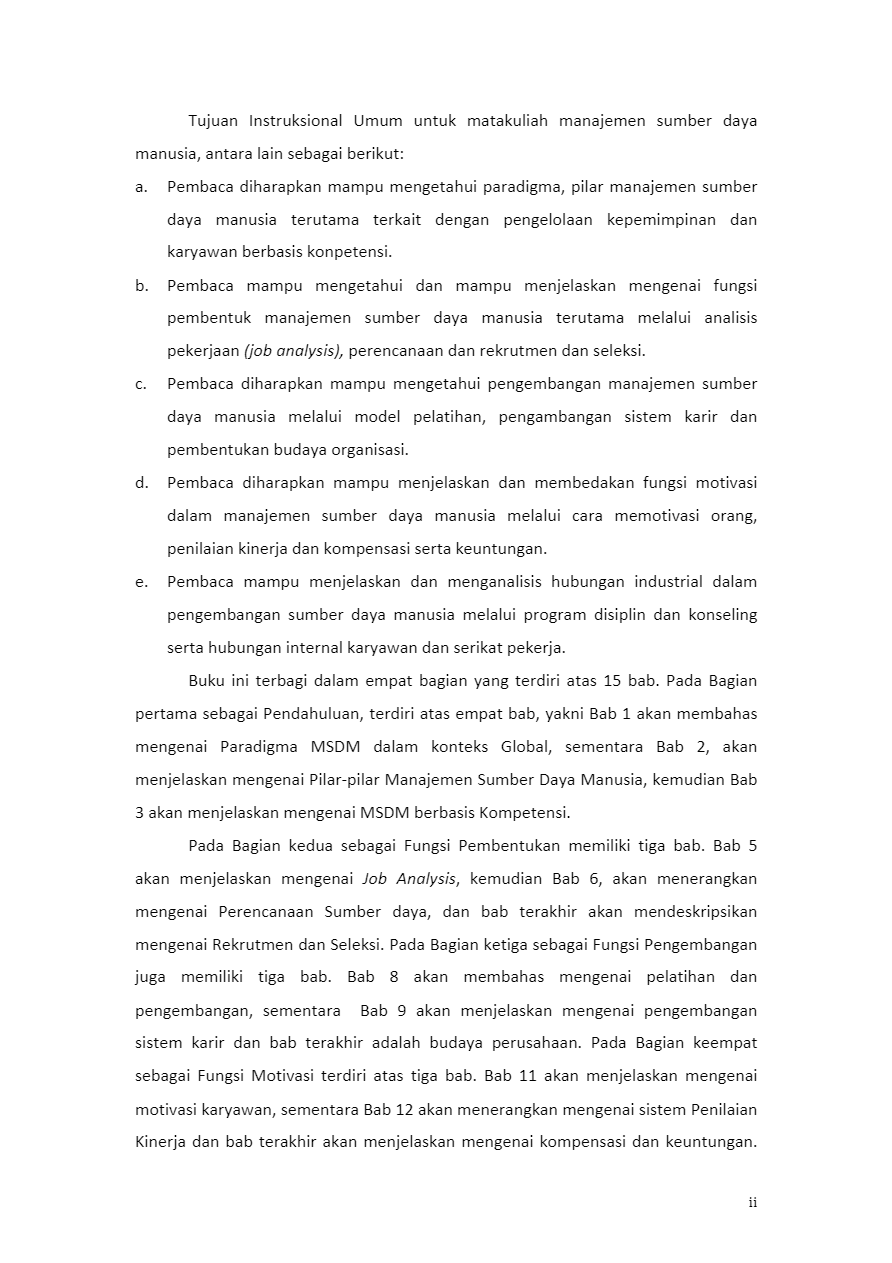 Tujuan Instruksional Umum untuk matakuliah manajemen sumber daya
manusia, antara lain sebagai berikut:
a. Pembaca diharapkan mampu mengetahui paradigma, pilar manajemen sumber
daya manusia terutama terkait dengan pengelolaan kepemimpinan dan
karyawan berbasis konpetensi.
b. Pembaca mampu mengetahui dan mampu menjelaskan mengenai fungsi
pembentuk manajemen sumber daya manusia terutama melalui analisis
pekerjaan (job analysis), perencanaan dan rekrutmen dan seleksi.
c. Pembaca diharapkan mampu mengetahui pengembangan manajemen sumber
daya manusia melalui model pelatihan, pengambangan sistem karir dan
pembentukan budaya organisasi.
d. Pembaca diharapkan mampu menjelaskan dan membedakan fungsi motivasi
dalam manajemen sumber daya manusia melalui cara memotivasi orang,
penilaian kinerja dan kompensasi serta keuntungan.
e. Pembaca mampu menjelaskan dan menganalisis hubungan industrial dalam
pengembangan sumber daya manusia melalui program disiplin dan konseling
serta hubungan internal karyawan dan serikat pekerja.
Buku ini terbagi dalam empat bagian yang terdiri atas 15 bab. Pada Bagian
pertama sebagai Pendahuluan, terdiri atas empat bab, yakni Bab 1 akan membahas
mengenai Paradigma MSDM dalam konteks Global, sementara Bab 2, akan
menjelaskan mengenai Pilar-pilar Manajemen Sumber Daya Manusia, kemudian Bab
3 akan menjelaskan mengenai MSDM berbasis Kompetensi.
Pada Bagian kedua sebagai Fungsi Pembentukan memiliki tiga bab. Bab 5
akan menjelaskan mengenai Job Analysis, kemudian Bab 6, akan menerangkan
mengenai Perencanaan Sumber daya, dan bab terakhir akan mendeskripsikan
mengenai Rekrutmen dan Seleksi. Pada Bagian ketiga sebagai Fungsi Pengembangan
juga memiliki tiga bab. Bab 8 akan membahas mengenai pelatihan dan
pengembangan, sementara Bab 9 akan menjelaskan mengenai pengembangan
sistem karir dan bab terakhir adalah budaya perusahaan. Pada Bagian keempat
sebagai Fungsi Motivasi terdiri atas tiga bab. Bab 11 akan menjelaskan mengenai
motivasi karyawan, sementara Bab 12 akan menerangkan mengenai sistem Penilaian
Kinerja dan bab terakhir akan menjelaskan mengenai kompensasi dan keuntungan.
ii